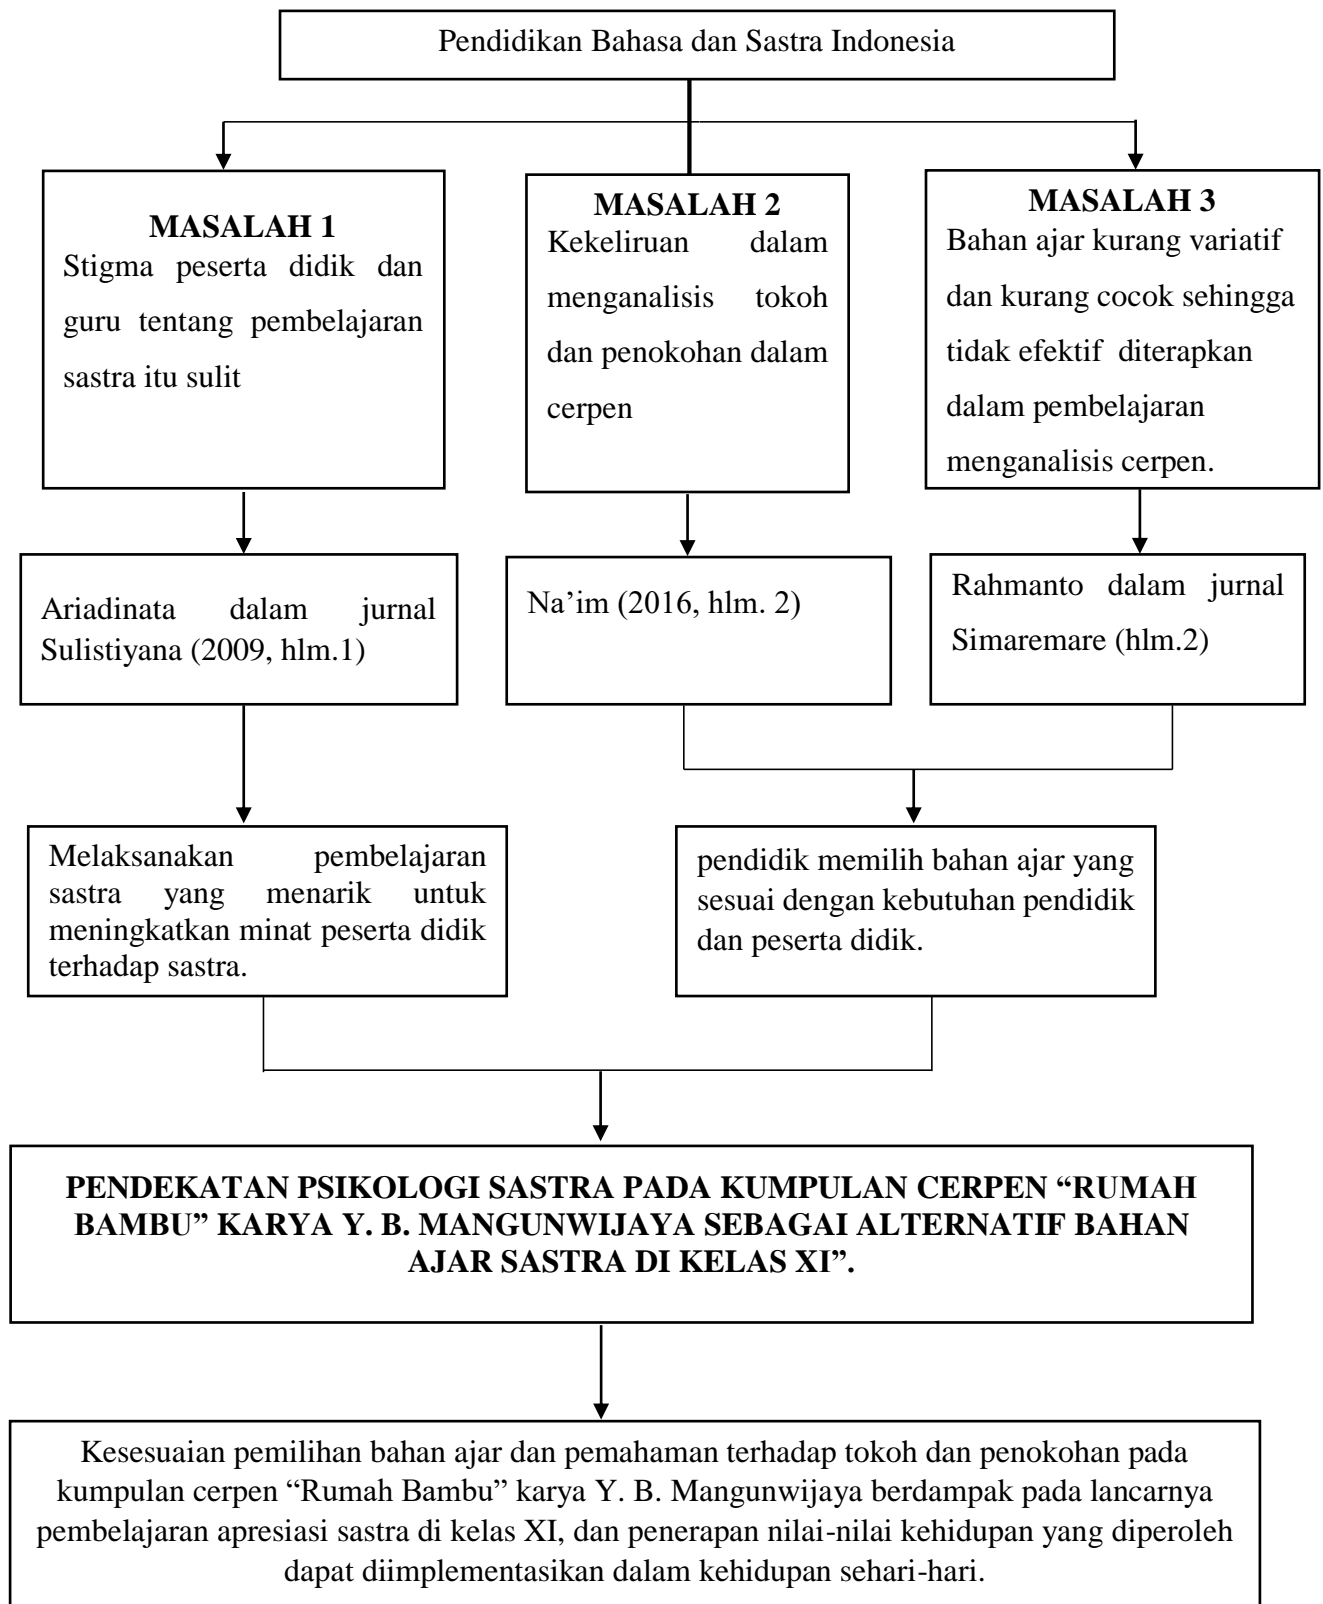 Pendidikan Bahasa dan Sastra Indonesia
MASALAH 1
Stigma peserta didik dan
guru tentang pembelajaran
sastra itu sulit
MASALAH 2
Kekeliruan dalam
menganalisis tokoh
dan penokohan dalam
cerpen
MASALAH 3
Bahan ajar kurang variatif
dan kurang cocok sehingga
tidak efektif diterapkan
dalam pembelajaran
menganalisis cerpen.
Ariadinata dalam jurnal
Sulistiyana (2009, hlm.1)
Na’im (2016, hlm. 2)
Rahmanto dalam jurnal
Simaremare (hlm.2)
Melaksanakan pembelajaran
sastra yang menarik untuk
meningkatkan minat peserta didik
terhadap sastra.
pendidik memilih bahan ajar yang
sesuai dengan kebutuhan pendidik
dan peserta didik.
PENDEKATAN PSIKOLOGI SASTRA PADA KUMPULAN CERPEN “RUMAH
BAMBU” KARYA Y. B. MANGUNWIJAYA SEBAGAI ALTERNATIF BAHAN
AJAR SASTRA DI KELAS XI”.
Kesesuaian pemilihan bahan ajar dan pemahaman terhadap tokoh dan penokohan pada
kumpulan cerpen “Rumah Bambu” karya Y. B. Mangunwijaya berdampak pada lancarnya
pembelajaran apresiasi sastra di kelas XI, dan penerapan nilai-nilai kehidupan yang diperoleh
dapat diimplementasikan dalam kehidupan sehari-hari.